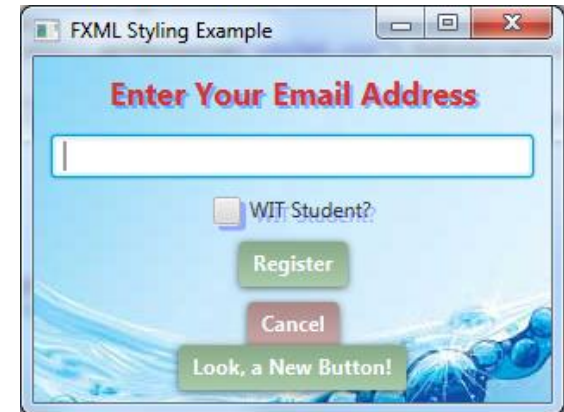 FXML Styling Example
Enter Your Email Address
WIT Student?
Register
Cancel
Look, a New Button!